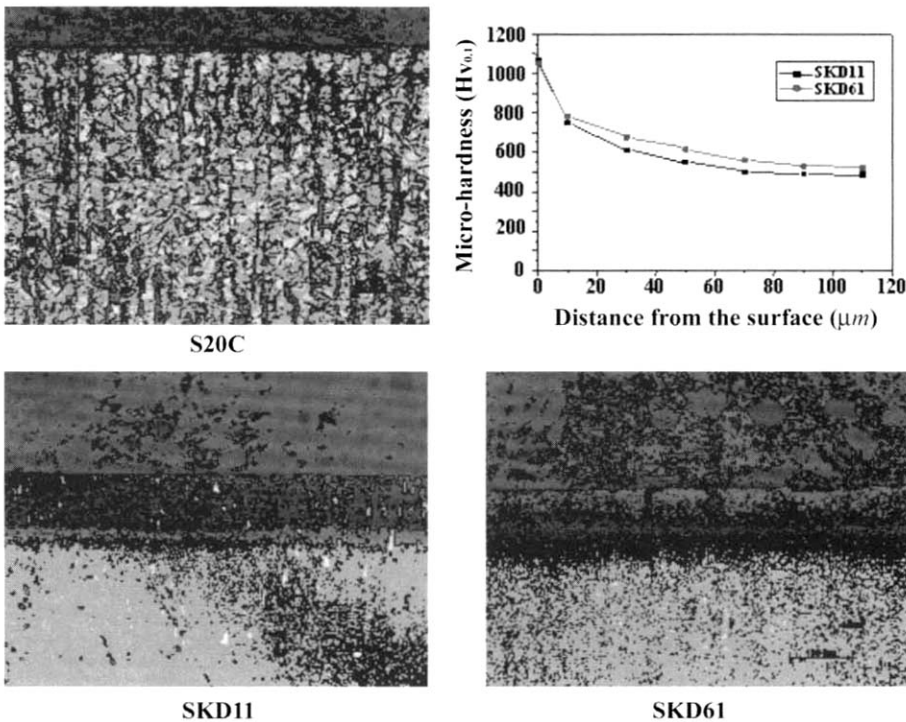 1200
1000
800
600
400
200
0
Micro-hardness (Hv0.1)
SKD11
SKD61
0 20 40 60 80 100 120
Distance from the surface (μm)
S20C
SKD11
SKD61